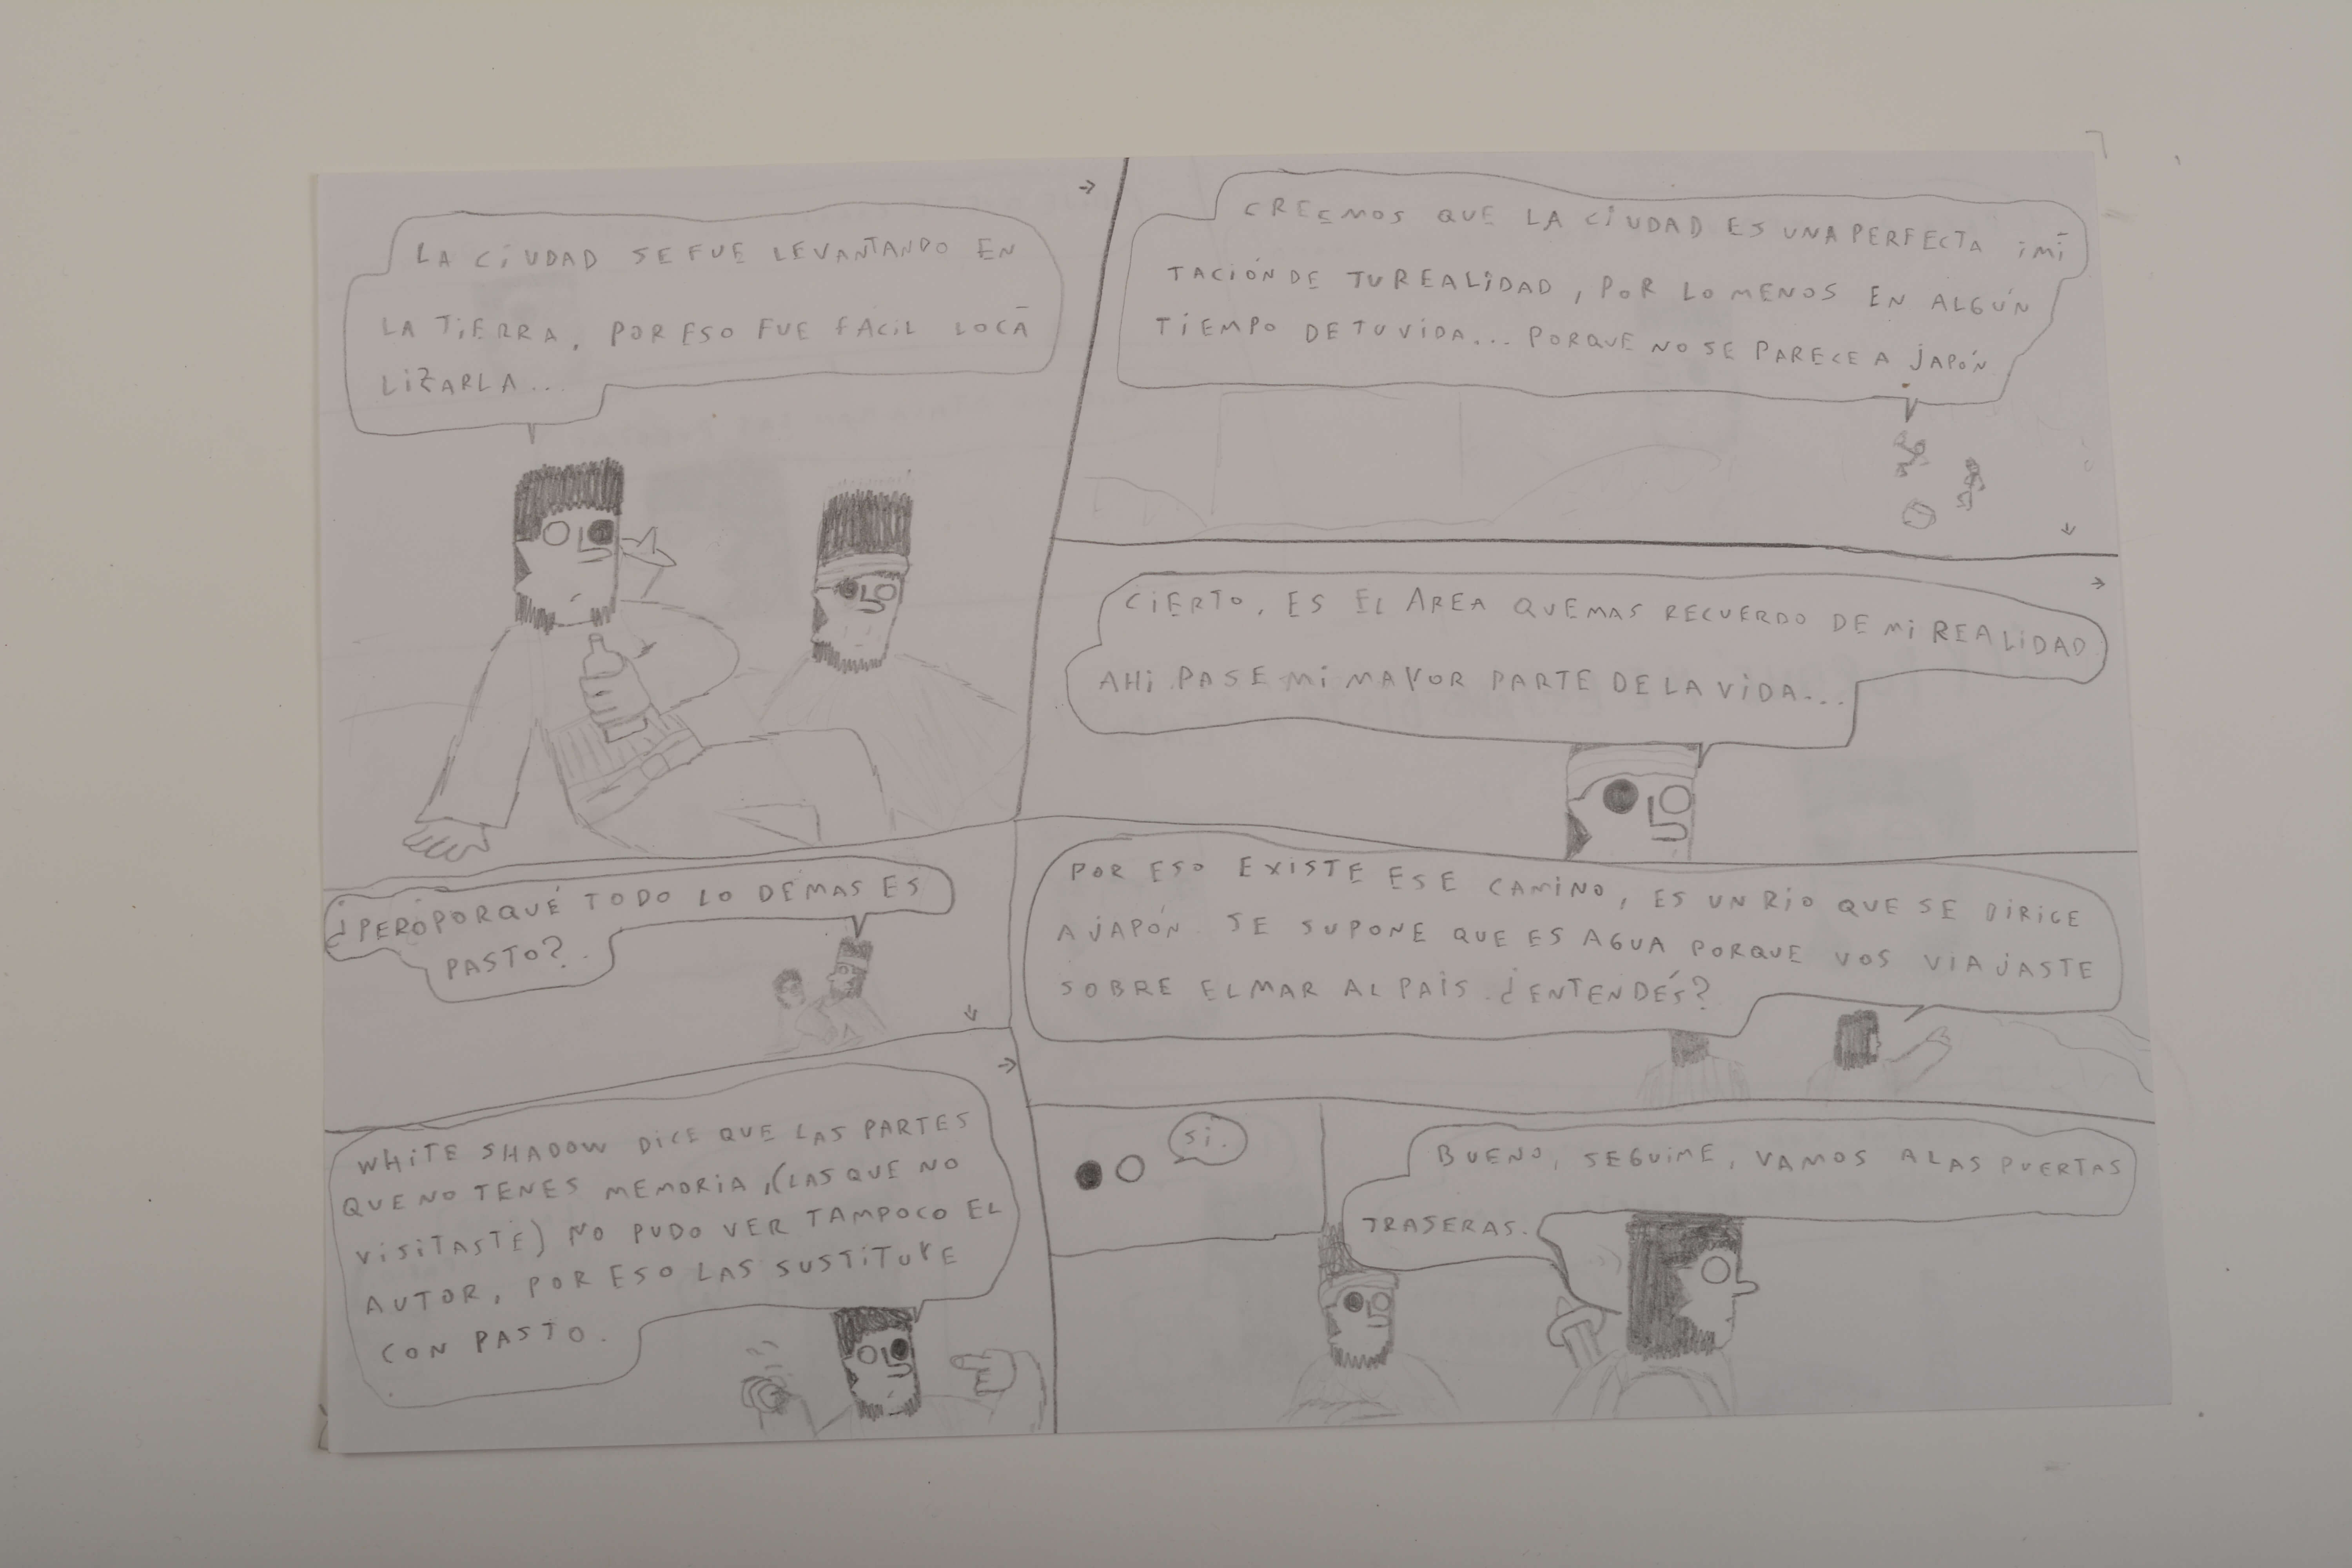 LA CIUDAD SE FUE LEVANTANDO EN
LA TIERRA, POR ESO FUE FÁCIL LOCA
LIZARLA...
CREEMOS QUE LA CIUDAD ES UNA PERFECTA IMI
TACIÓN DE TU REALIDAD, POR LO MENOS EN ALGÚN
TIEMPO DE TU VIDA... PORQUE NO SE PARECE A JAPÓN
CIERTO, ES EL AREA QUE MAS RECUERDO DE MI REALIDAD
AHI PASE MI MAYOR PARTE DE LA VIDA...
¿PERO PORQUÉ TODO LO DEMAS ES
PASTO?
WHITE SHADOW DICE QUE LAS PARTES
QUE NO TENES MEMORIA, (LAS QUE NO
VISITASTE) NO PUDO VER TAMPOCO EL
AUTOR, POR ESO LAS SUSTITUYE
CON PASTO.
POR ESO EXISTE ESE CAMINO, ES UN RIO QUE SE DIRIGE
A JAPÓN. SE SUPONE QUE ES AGUA PORQUE VOS VIAJASTE
SOBRE EL MAR AL PAIS. ¿ENTENDÉS?
SI.
BUENO, SEGUIME, VAMOS A LAS PUERTAS
TRASERAS.